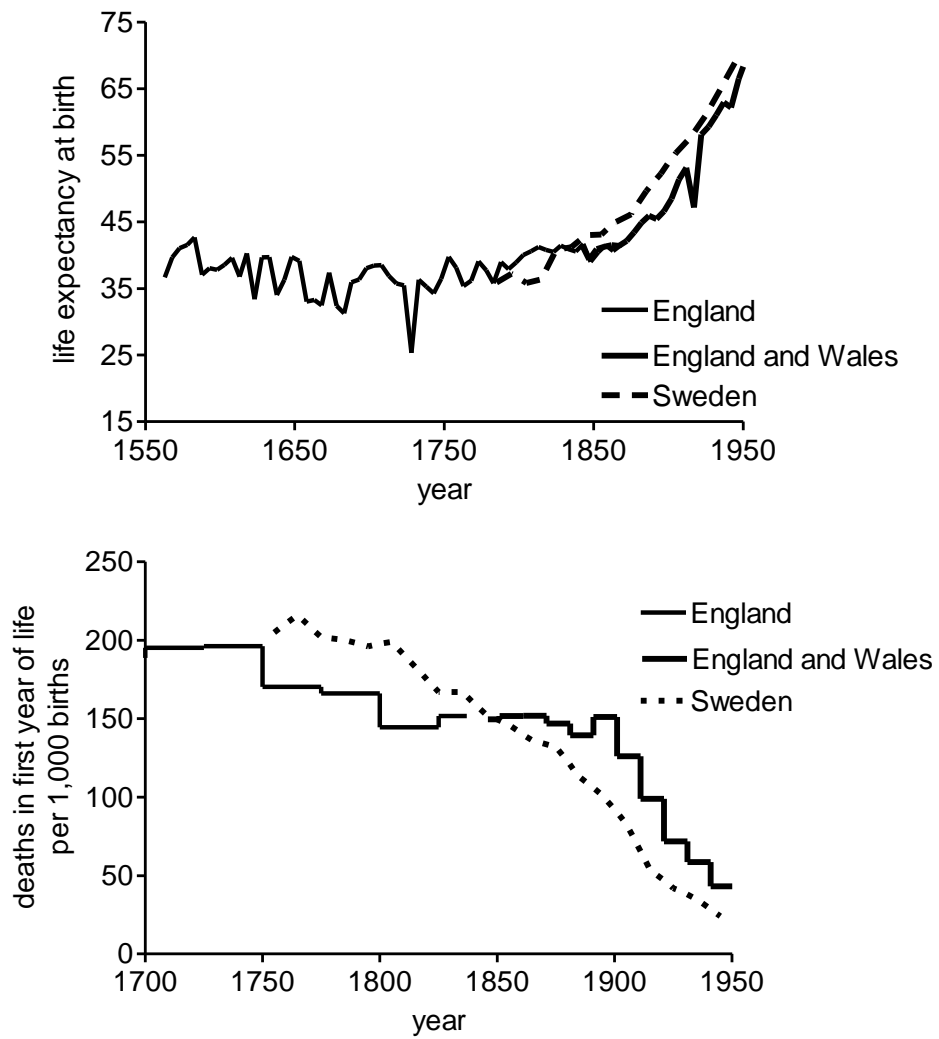 75
65
55
45
35
25
15
life expectancy at birth
1550 1650 1750 1850 1950
year
England
England and Wales
Sweden
250
200
150
100
50
0
deaths in first year of life
per 1,000 births
1700 1750 1800 1850 1900 1950
year
England
England and Wales
Sweden